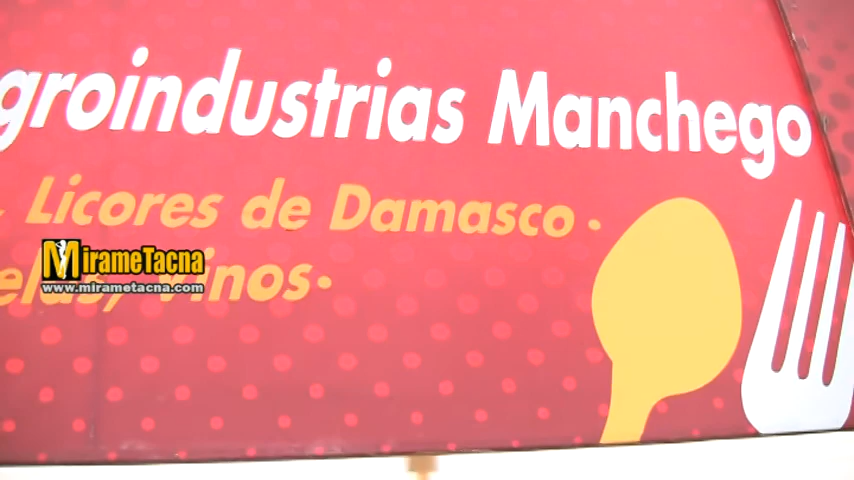 groindustrias Manchego
Licores de Damasco.
MirameTacna
www.mirametacna.com
Vinos.